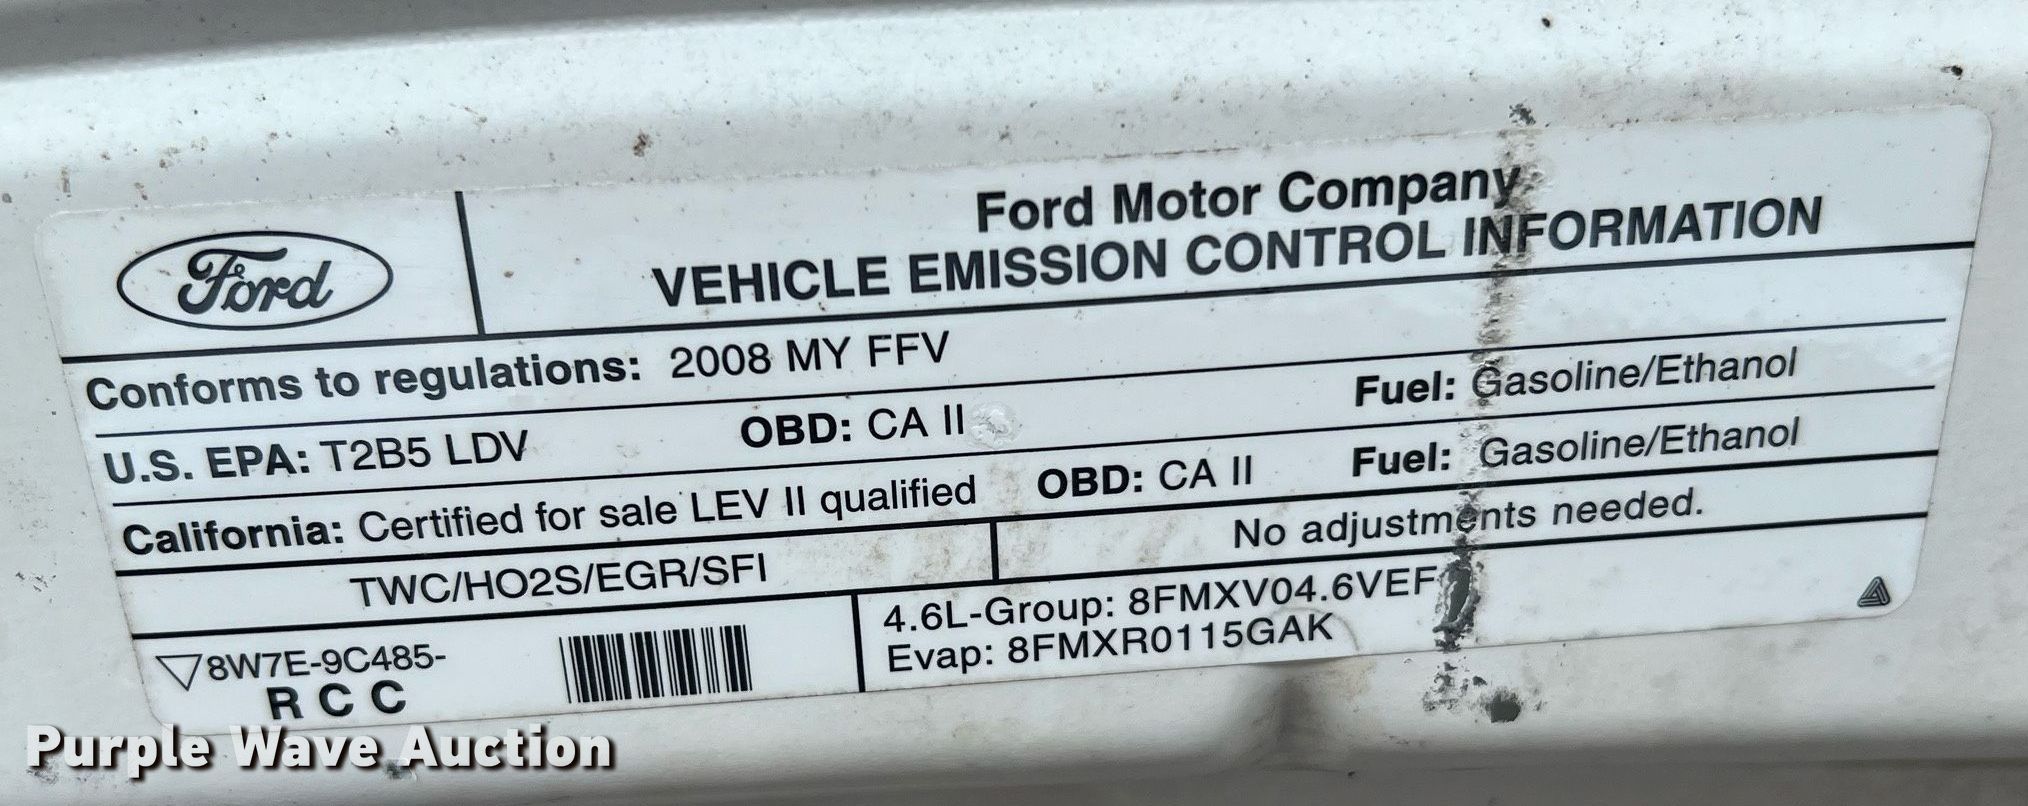 Ford
Ford Motor Company
VEHICLE EMISSION CONTROL INFORMATION
Conforms to regulations: 2008 MY FFV
U.S. EPA: T2B5 LDV OBD: CA II Fuel: Gasoline/Ethanol
California: Certified for sale LEV II qualified OBD: CA II Fuel: Gasoline/Ethanol
TWC/HO2S/EGR/SFI No adjustments needed.
8W7E-9C485-
RCC
4.6L-Group: 8FMXV04.6VEF
Evap: 8FMXR0115GAK
Purple Wave Auction